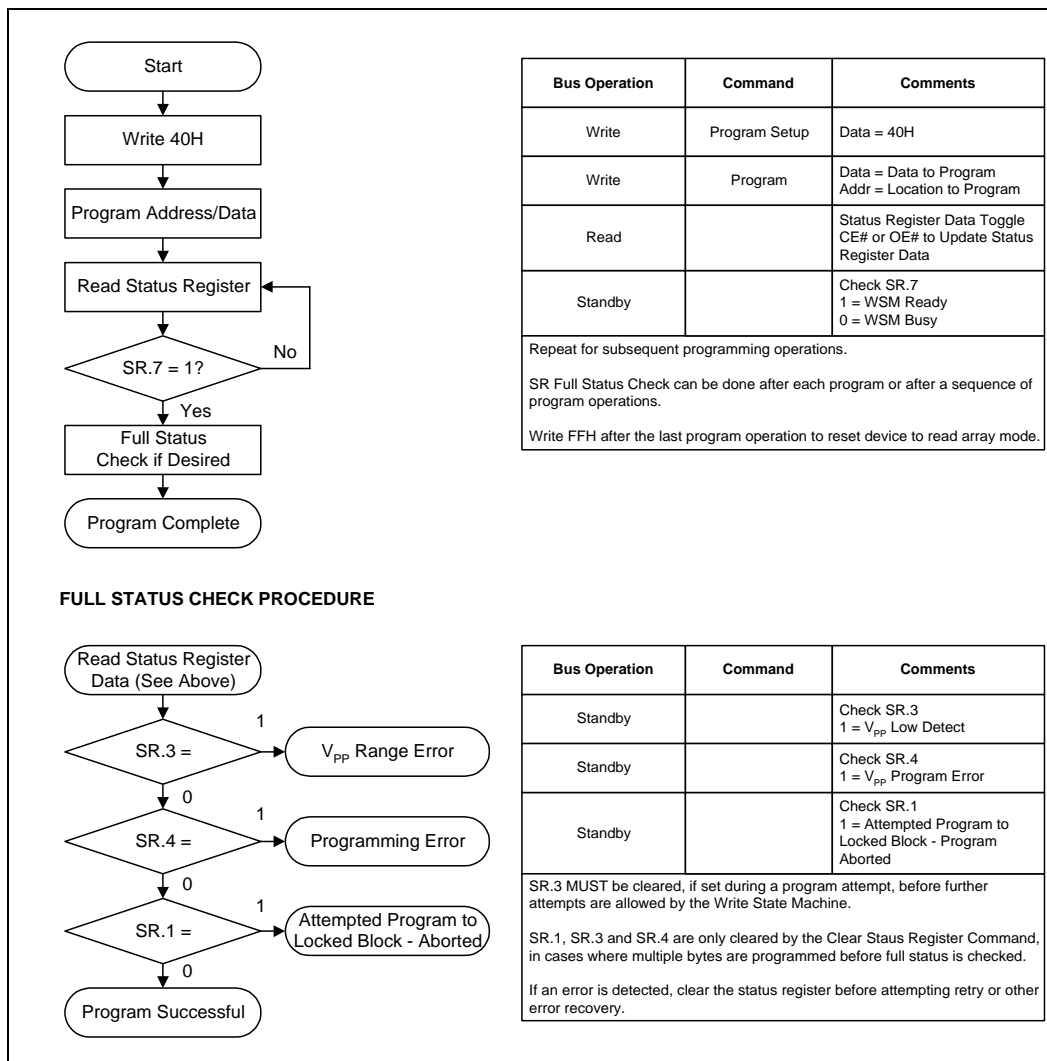 Start
Write 40H
Program Address/Data
Read Status Register
No
SR.7 = 1?
Yes
Full Status
Check if Desired
Program Complete
Bus Operation Command Comments
Write Program Setup Data = 40H
Write Program Data = Data to Program
Addr = Location to Program
Read Status Register Data Toggle
CE# or OE# to Update Status
Register Data
Standby Check SR.7
1 = WSM Ready
0 = WSM Busy
Repeat for subsequent programming operations.
SR Full Status Check can be done after each program or after a sequence of
program operations.
Write FFH after the last program operation to reset device to read array mode.
FULL STATUS CHECK PROCEDURE
Read Status Register
Data (See Above)
1
SR.3 =
VPP Range Error
0
1
SR.4 =
Programming Error
0
1
SR.1 =
Attempted Program to
Locked Block - Aborted
0
Program Successful
Bus Operation Command Comments
Standby Check SR.3
1 = VPP Low Detect
Standby Check SR.4
1 = VPP Program Error
Standby Check SR.1
1 = Attempted Program to
Locked Block - Program
Aborted
SR.3 MUST be cleared, if set during a program attempt, before further
attempts are allowed by the Write State Machine.
SR.1, SR.3 and SR.4 are only cleared by the Clear Staus Register Command,
in cases where multiple bytes are programmed before full status is checked.
If an error is detected, clear the status register before attempting retry or other
error recovery.